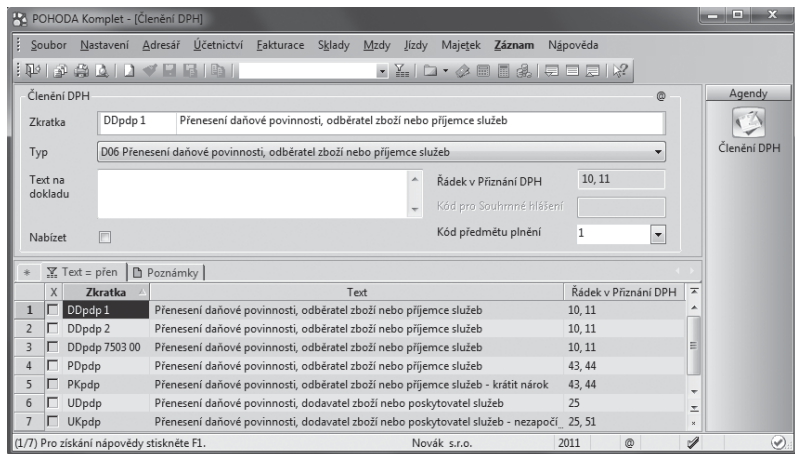 POHODA Komplet - [Členění DPH]
Soubor Nastavení Adresář Účetnictví Fakturace Sklady Mzdy Jízdy Majetek Záznam Nápověda
Členění DPH @
Agendy
Zkratka DDpdp 1 Přenesení daňové povinnosti, odběratel zboží nebo příjemce služeb
Členění DPH
Typ D06 Přenesení daňové povinnosti, odběratel zboží nebo příjemce služeb
Text na dokladu
Řádek v Přiznání DPH 10, 11
Kód pro Souhrnné hlášení
Kód předmětu plnění 1
Nabízet
* Text = přen Poznámky
X Zkratka Text Řádek v Přiznání DPH
1 DDpdp 1 Přenesení daňové povinnosti, odběratel zboží nebo příjemce služeb 10, 11
2 DDpdp 2 Přenesení daňové povinnosti, odběratel zboží nebo příjemce služeb 10, 11
3 DDpdp 7503 00 Přenesení daňové povinnosti, odběratel zboží nebo příjemce služeb 10, 11
4 PDpdp Přenesení daňové povinnosti, odběratel zboží nebo příjemce služeb 43, 44
5 PKpdp Přenesení daňové povinnosti, odběratel zboží nebo příjemce služeb - krátit nárok 43, 44
6 UDpdp Přenesení daňové povinnosti, dodavatel zboží nebo poskytovatel služeb 25
7 UKpdp Přenesení daňové povinnosti, dodavatel zboží nebo poskytovatel služeb - nezapočí 25, 51
(1/7) Pro získání nápovědy stiskněte F1. Novák s.r.o. 2011 @